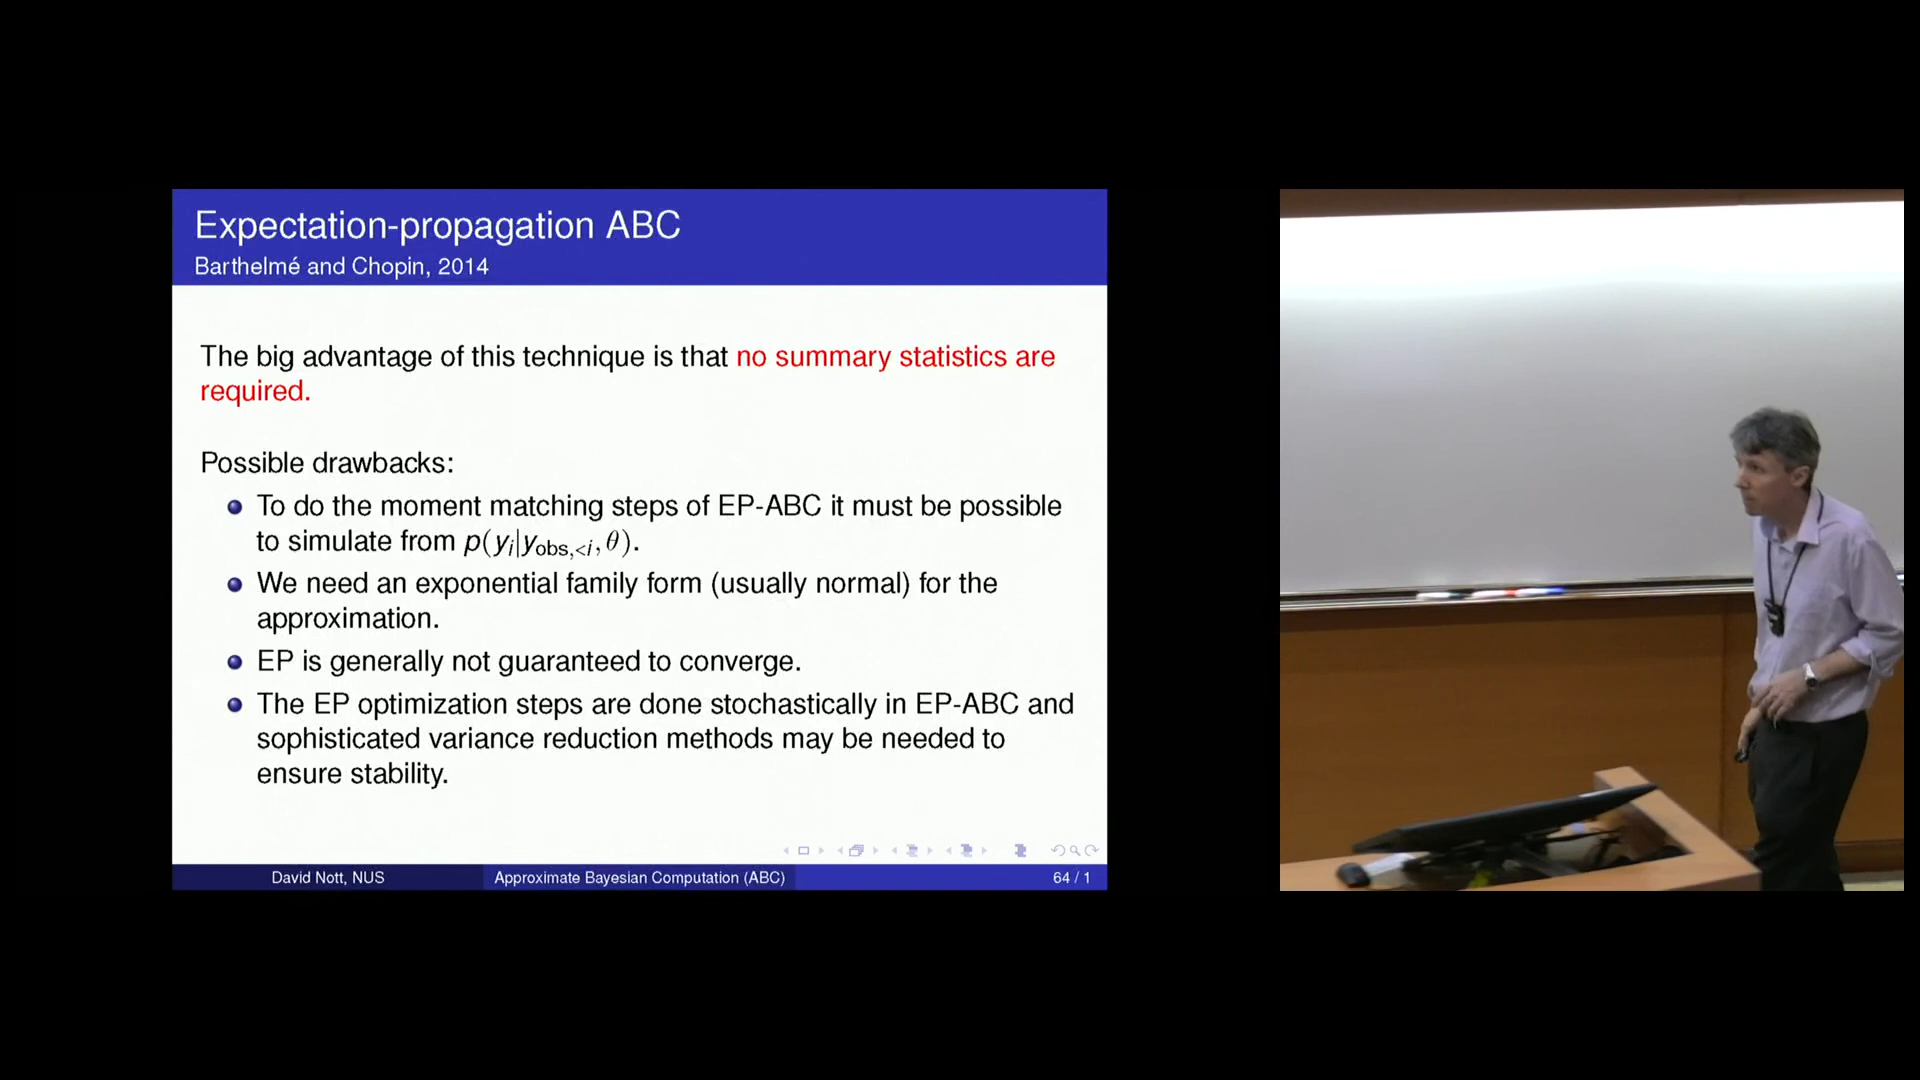 Expectation-propagation ABC
Barthelmé and Chopin, 2014
The big advantage of this technique is that no summary statistics are
required.
Possible drawbacks:
To do the moment matching steps of EP-ABC it must be possible
to simulate from p(y_i|y_{obs,<i}, θ).
We need an exponential family form (usually normal) for the
approximation.
EP is generally not guaranteed to converge.
The EP optimization steps are done stochastically in EP-ABC and
sophisticated variance reduction methods may be needed to
ensure stability.
David Nott, NUS
Approximate Bayesian Computation (ABC)
64 / 1